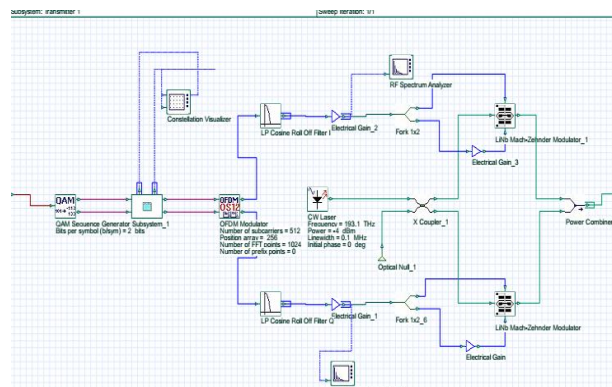 Subsystem: Transmitter 1
Sweep Iteration: 1/1
RF Spectrum Analyzer
Constellation Visualizer
LP Cosine Roll Off Filter I
Electrical Gain_2
Fork 1x2
LiNb Mach-Zehnder Modulator_1
Electrical Gain_3
QAM
QAM Sequence Generator
Bits per symbol (b/sym) = 2 bits
Subsystem_1
OFDM
OFDM Modulator
Number of subcarriers = 512
Position array = 256
Number of FFT points = 1024
Number of prefix points = 0
CW Laser
Frequency = 193.1 THz
Power = -4 dBm
Linewidth = 0.1 MHz
Initial phase = 0 deg
X Coupler_1
Power Combiner
Optical Null_1
LP Cosine Roll Off Filter Q
Electrical Gain_1
Fork 1x2_6
LiNb Mach-Zehnder Modulator
Electrical Gain